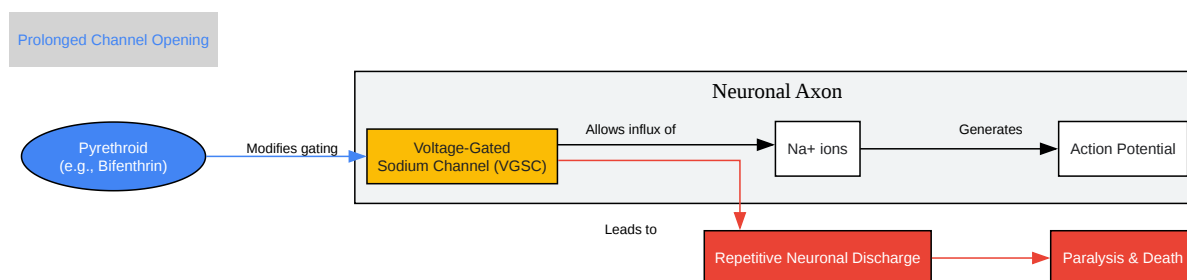 Prolonged Channel Opening
Neuronal Axon
Pyrethroid
(e.g., Bifenthrin)
Modifies gating
Voltage-Gated
Sodium Channel (VGSC)
Allows influx of
Na+ ions
Generates
Action Potential
Leads to
Repetitive Neuronal Discharge
Paralysis & Death